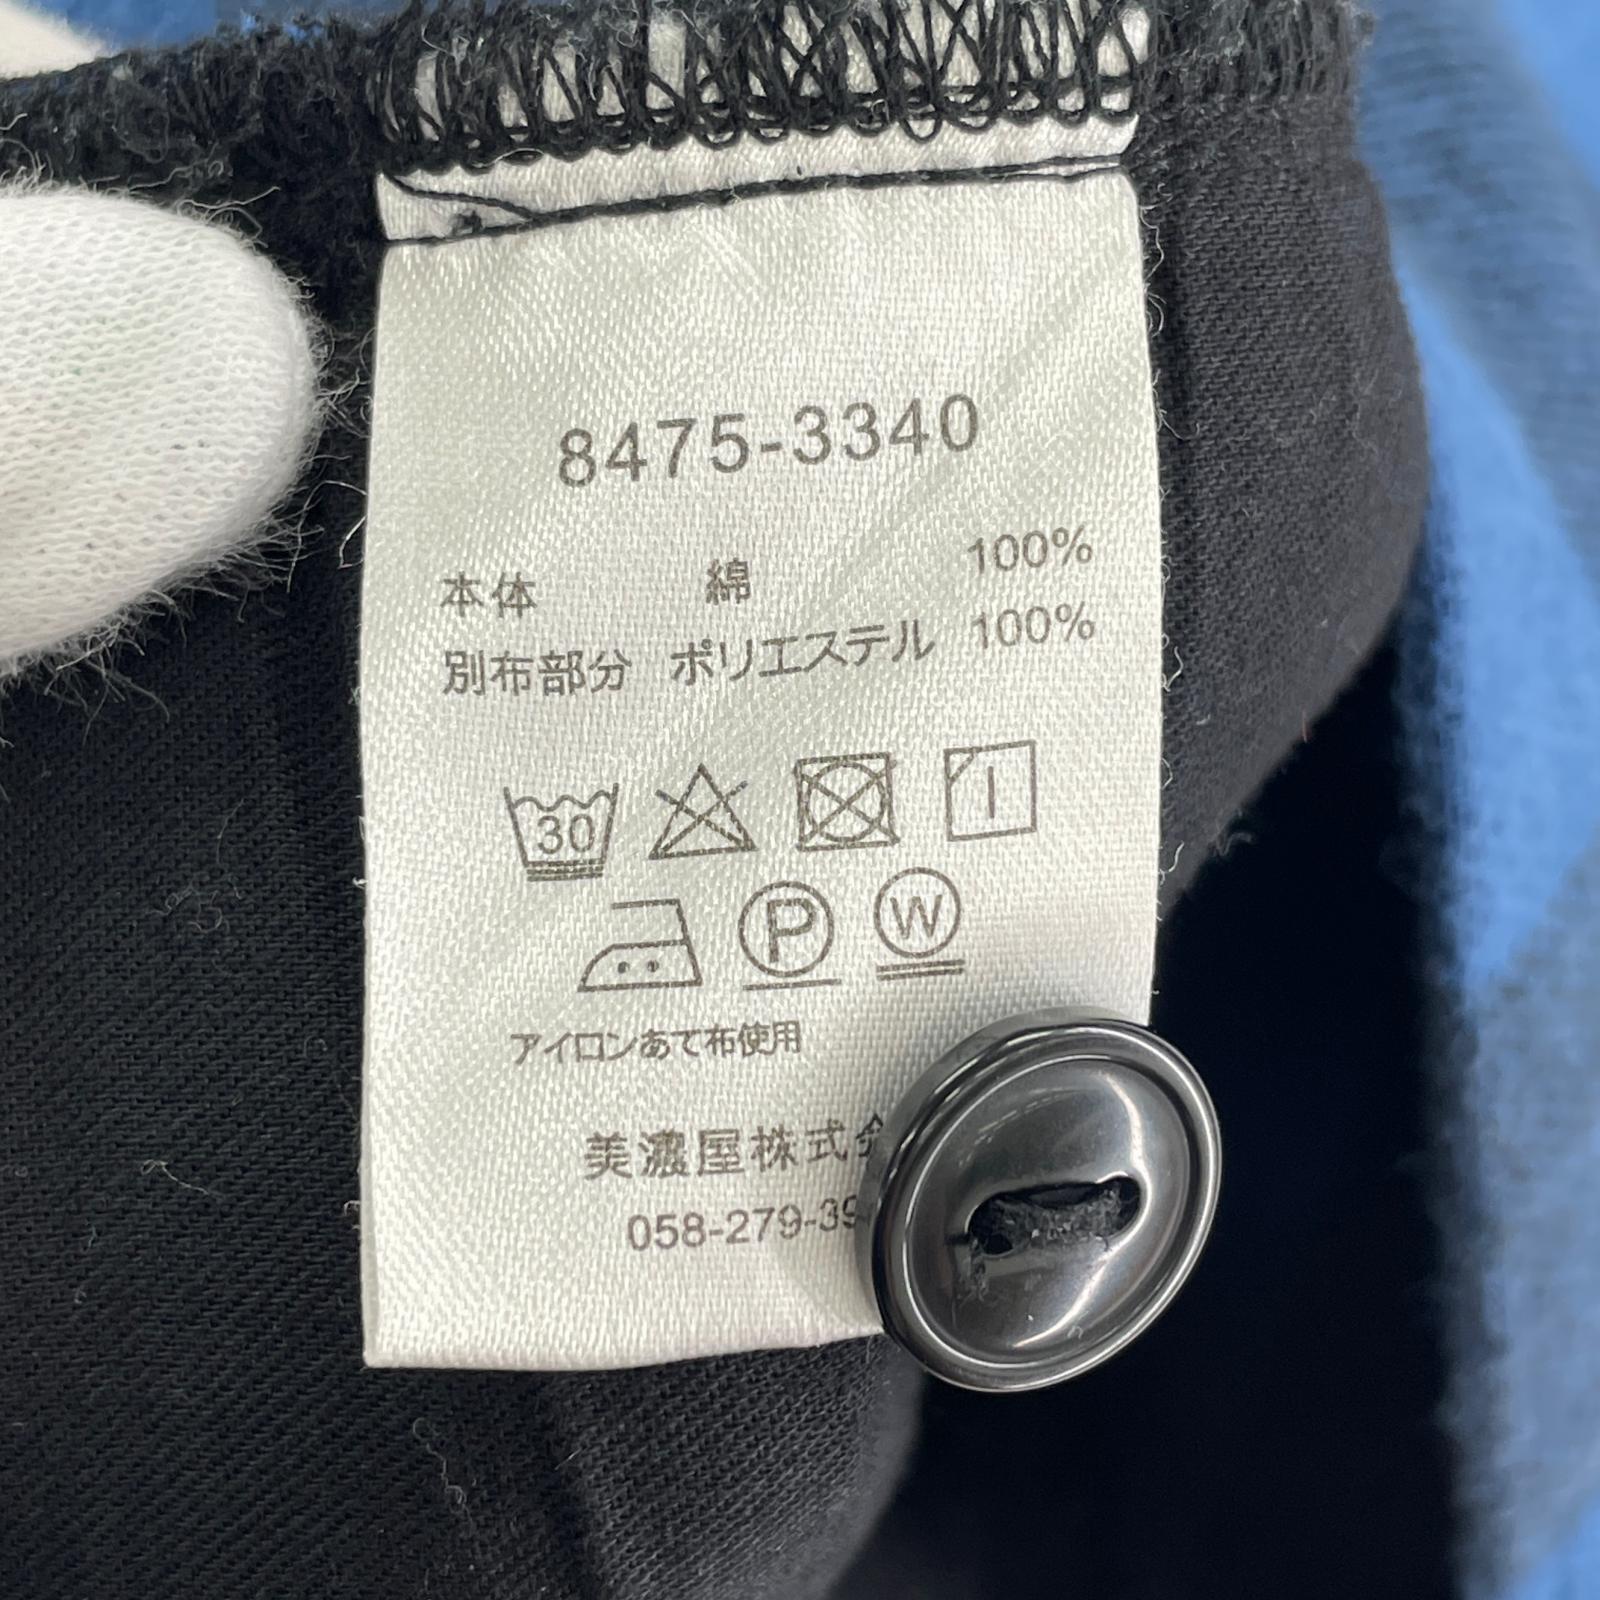 8475-3340
本体 綿 100%
別布部分 ポリエステル 100%
30
P W
アイロンあて布使用
美濃屋株式
058-279-39